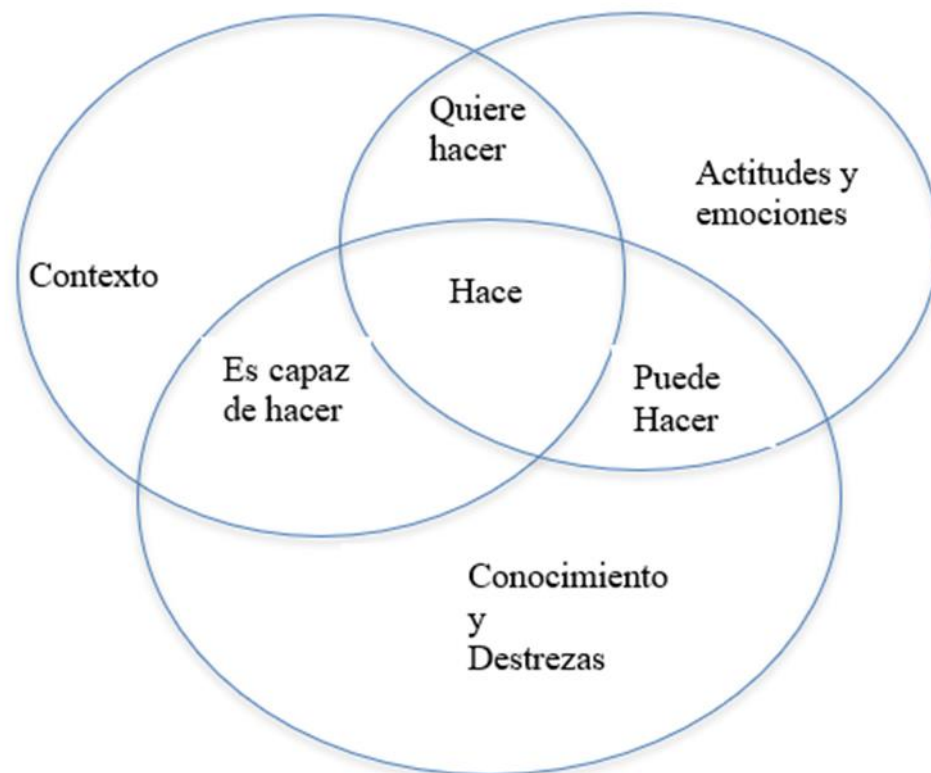 Quiere
hacer
Actitudes y
emociones
Contexto
Hace
Es capaz
de hacer
Puede
Hacer
Conocimiento
y
Destrezas